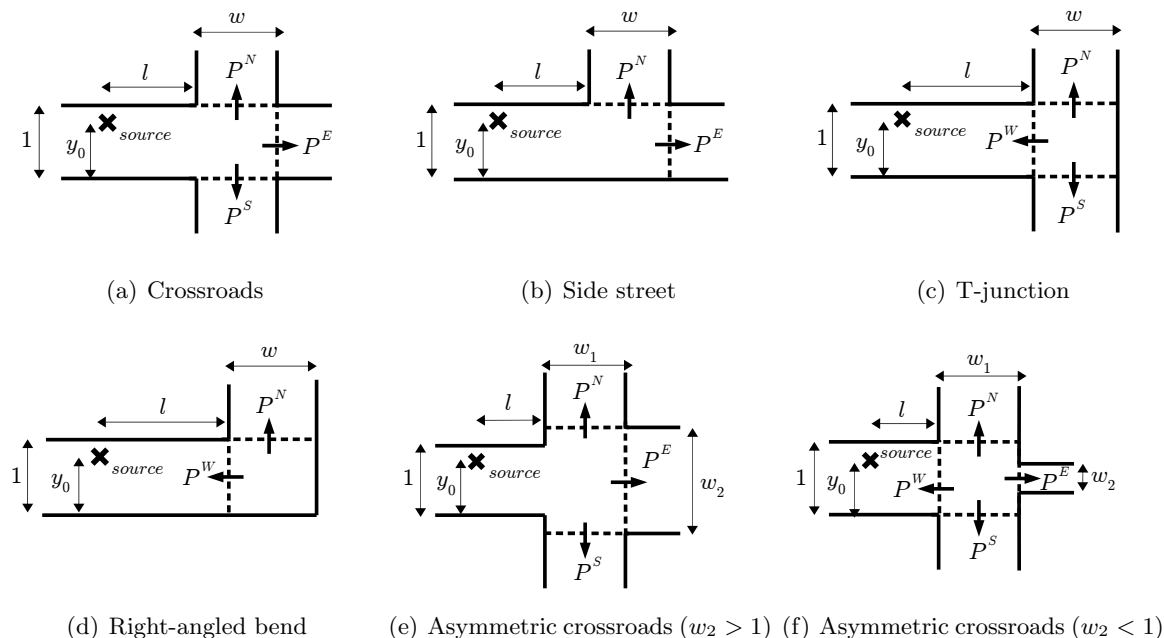 w
w
w
l
P^N
l
P^N
l
P^N
1
y_0
source
P^E
1
y_0
source
P^E
1
y_0
source
P^W
P^S
P^S
(a) Crossroads
(b) Side street
(c) T-junction
w
w_1
w_1
l
P^N
l
P^N
l
P^N
1
y_0
source
P^W
1
y_0
source
P^E
w_2
1
y_0
source
P^W
P^E
w_2
P^S
P^S
(d) Right-angled bend
(e) Asymmetric crossroads (w_2 > 1)
(f) Asymmetric crossroads (w_2 < 1)